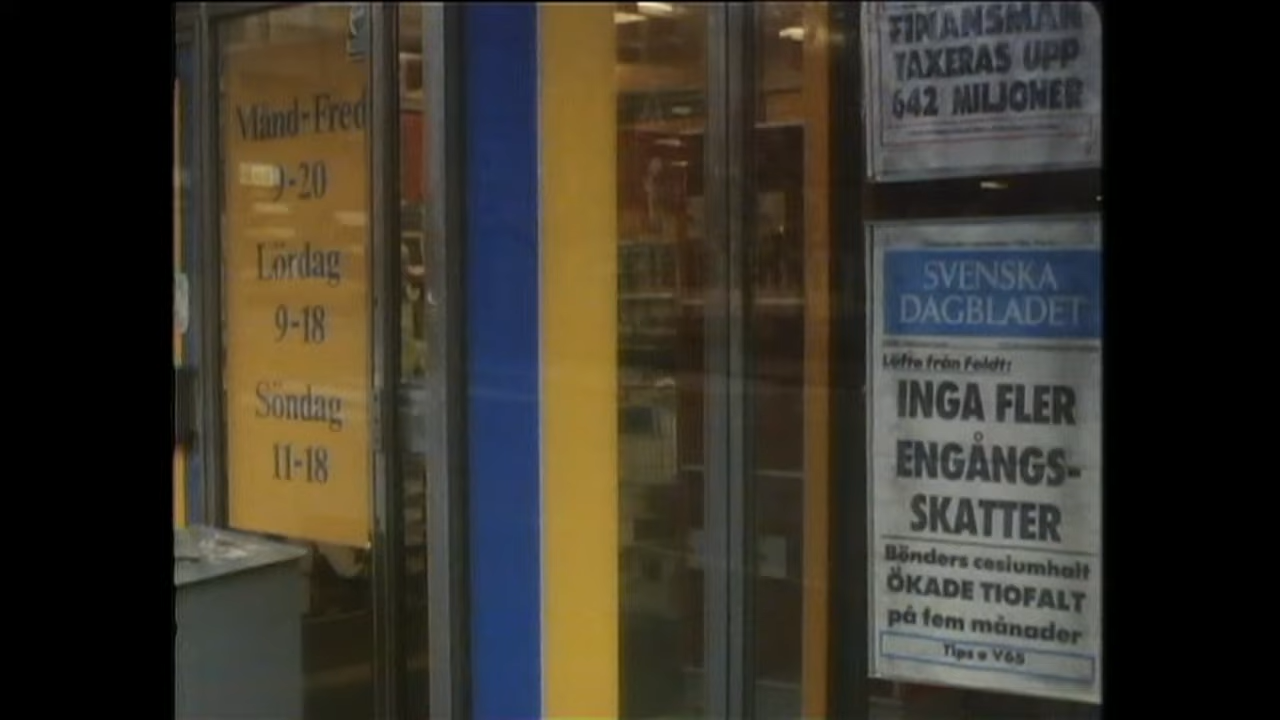 Månd-Fred
9-20
Lördag
9-18
Söndag
11-18
FINANSMÄN
TAXERAS UPP
642 MILJONER
SVENSKA
DAGBLADET
Löfte från Feldt:
INGA FLER
ENGÅNGS-
SKATTER
Bönders cesiumhalt
ÖKADE TIOFALT
på fem månader
Tips o V65